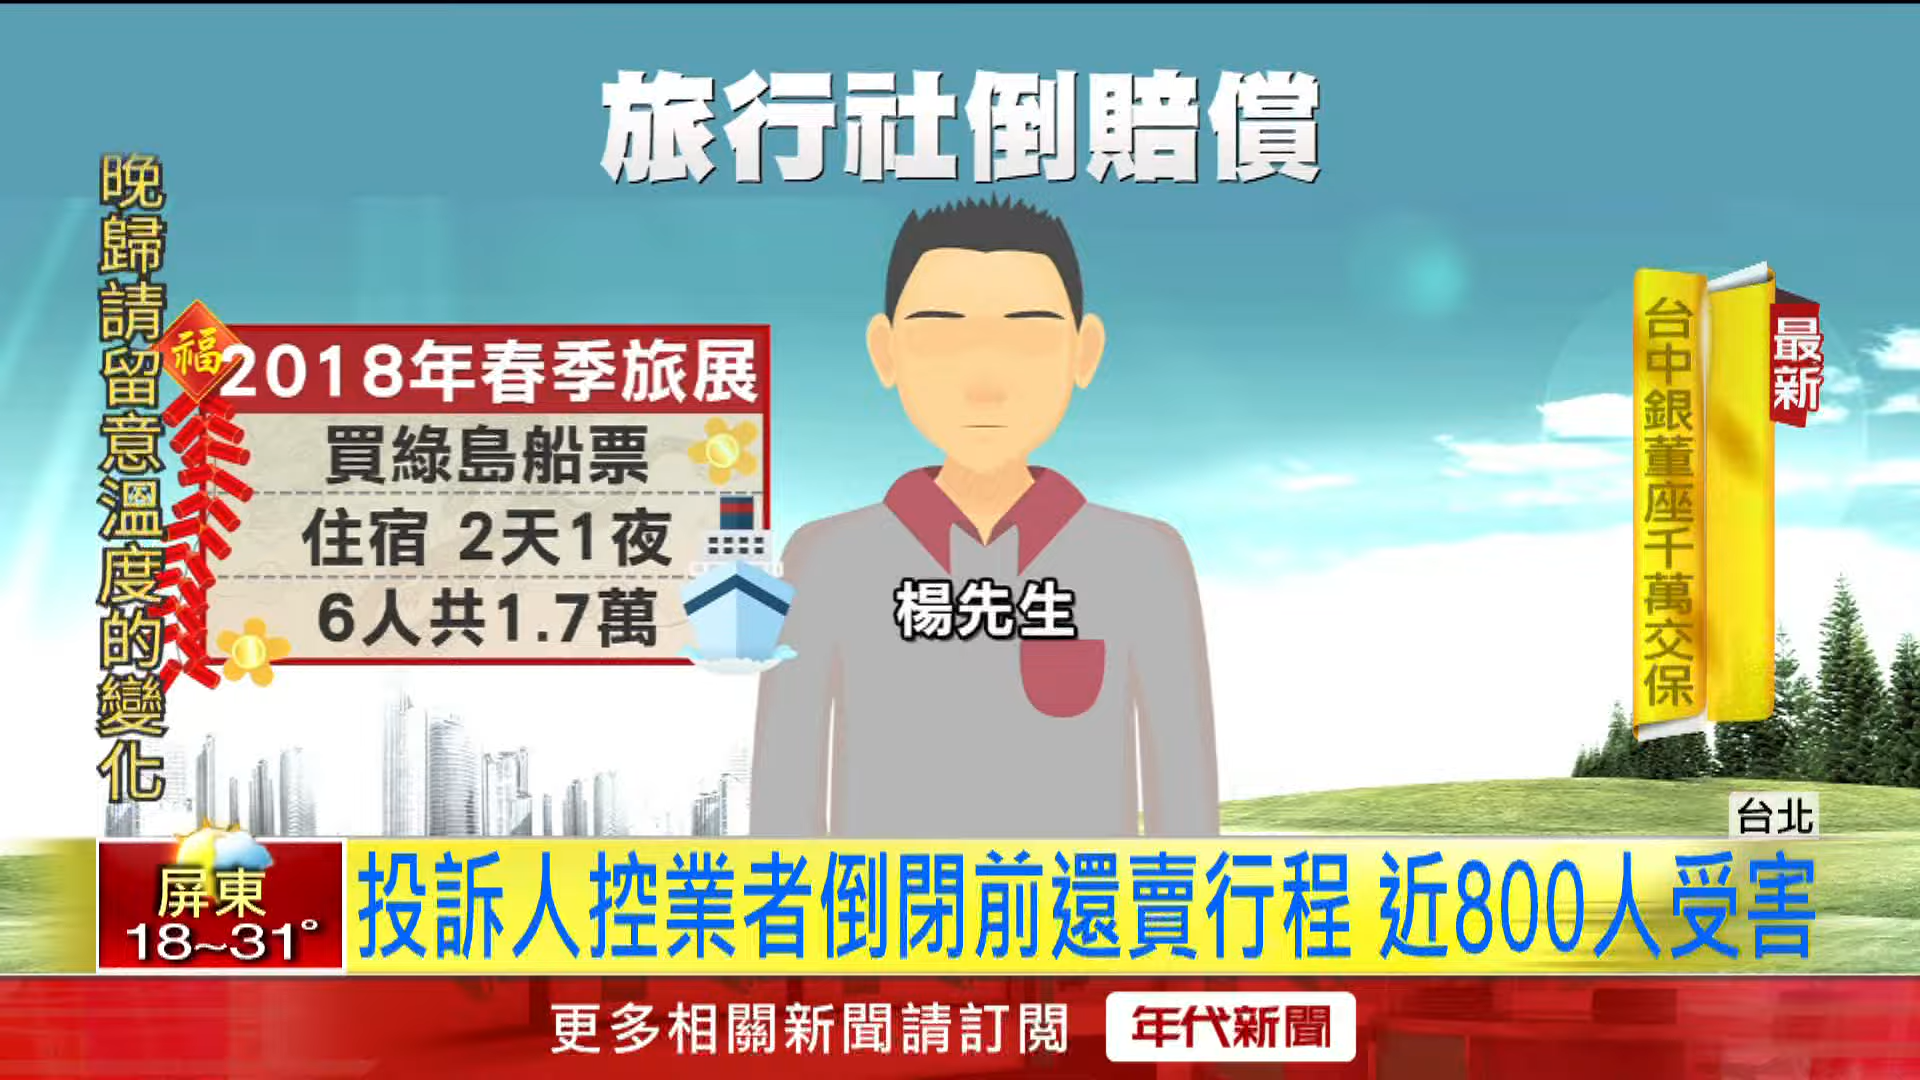 旅行社倒賠償
晚歸請留意溫度的變化
福
2018年春季旅展
買綠島船票
住宿 2天1夜
6人共1.7萬
楊先生
最新
台中銀董座千萬交保
台北
屏東
18~31°
投訴人控業者倒閉前還賣行程 近800人受害
更多相關新聞請訂閱
年代新聞